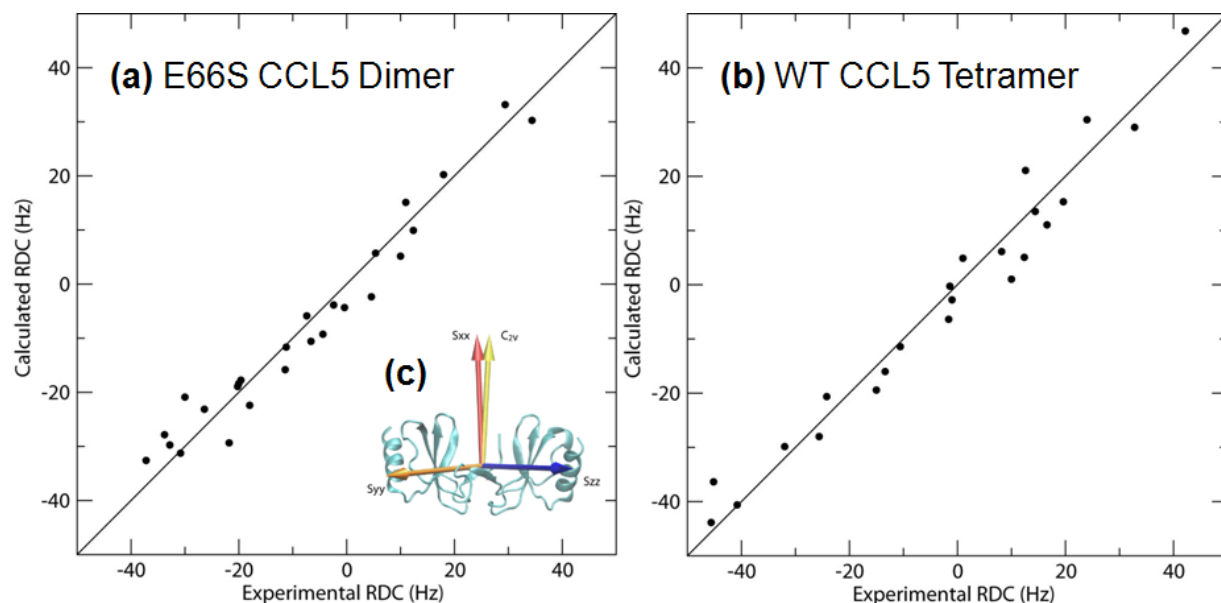 (a) E66S CCL5 Dimer
40
20
0
-20
-40
Calculated RDC (Hz)
-40
-20
0
20
40
Experimental RDC (Hz)
(c)
Sxx
C2v
Syy
Szz
(b) WT CCL5 Tetramer
40
20
0
-20
-40
Calculated RDC (Hz)
-40
-20
0
20
40
Experimental RDC (Hz)